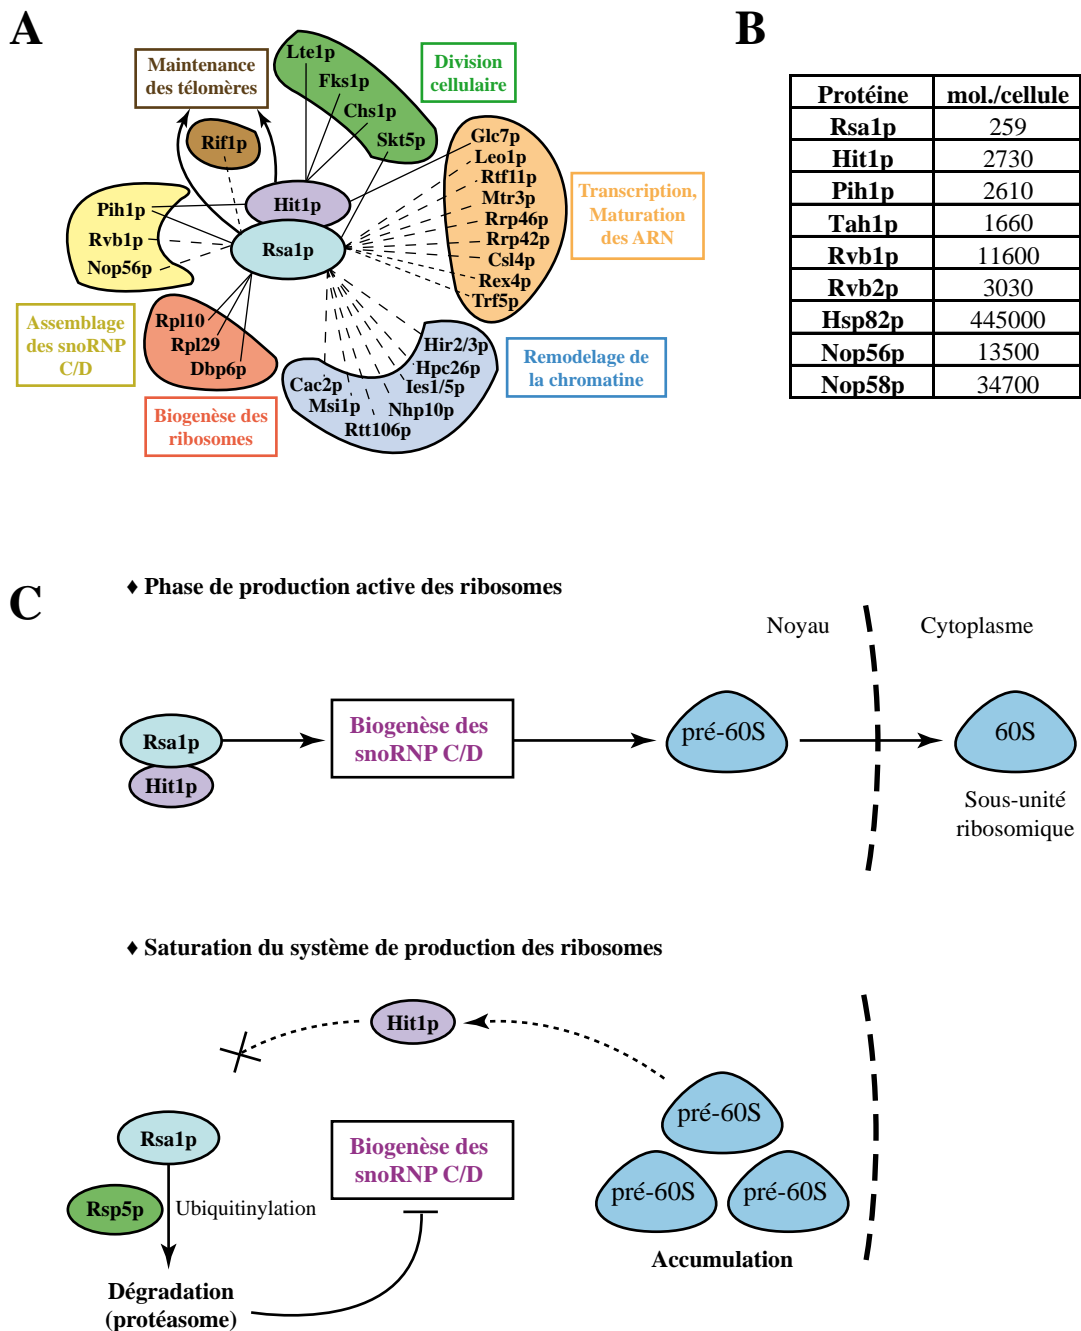 A
Maintenance
des télomères
Lte1p
Fks1p
Chs1p
Skt5p
Division
cellulaire
Rif1p
Glc7p
Leo1p
Rtf11p
Mtr3p
Rrp46p
Rrp42p
Csl4p
Rex4p
Trf5p
Transcription,
Maturation
des ARN
Pih1p
Rvb1p
Nop56p
Hit1p
Rsa1p
Assemblage
des snoRNP
C/D
Rpl10
Rpl29
Dbp6p
Biogenèse des
ribosomes
Hir2/3p
Hpc26p
Ies1/5p
Nhp10p
Rtt106p
Msi1p
Cac2p
Remodelage de
la chromatine
B
Protéine mol./cellule
Rsa1p 259
Hit1p 2730
Pih1p 2610
Tah1p 1660
Rvb1p 11600
Rvb2p 3030
Hsp82p 445000
Nop56p 13500
Nop58p 34700
C
♦ Phase de production active des ribosomes
Noyau
Cytoplasme
Rsa1p
Hit1p
Biogenèse des
snoRNP C/D
pré-60S
60S
Sous-unité
ribosomique
♦ Saturation du système de production des ribosomes
Hit1p
Rsa1p
Rsp5p
Ubiquitinylation
Dégradation
(protéasome)
Biogenèse des
snoRNP C/D
pré-60S
pré-60S
pré-60S
Accumulation